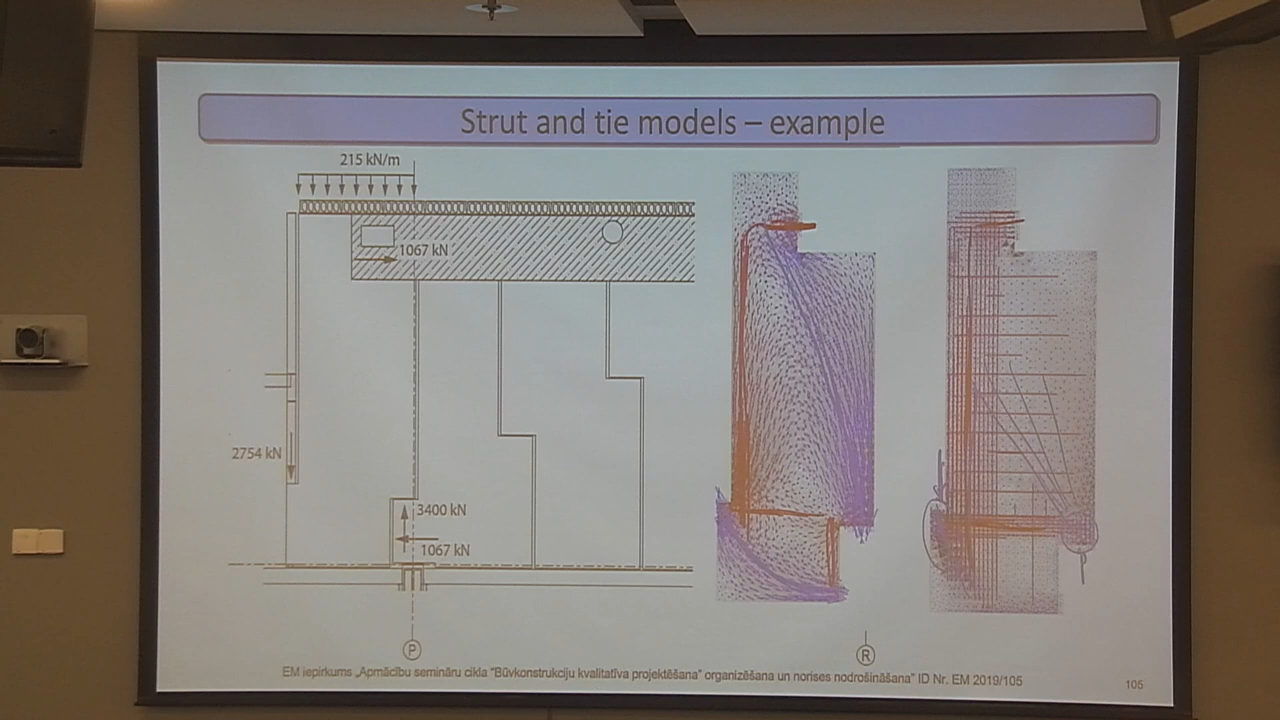 Strut and tie models – example
215 kN/m
1067 kN
2754 kN
3400 kN
1067 kN
P
R
EM iepirkums „Apmācību semināru cikla "Būvkonstrukciju kvalitatīva projektēšana" organizēšana un norises nodrošināšana" ID Nr. EM 2019/105
105